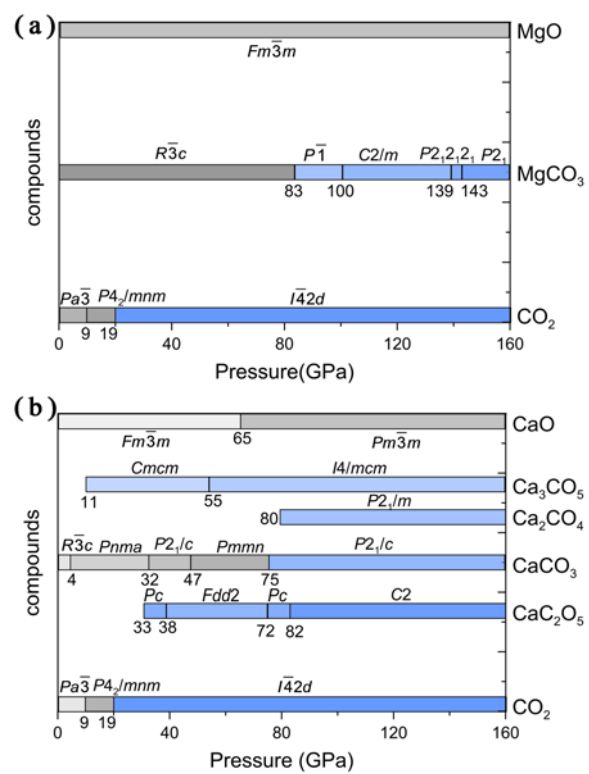 (a)
MgO
Fm3̅m
R3̅c P1̅ C2/m P2₁2₁2₁ P2₁
MgCO₃
83 100 139 143
compounds
Pa3̅ P4₂/mnm I4̅2d
CO₂
9 19
0 40 80 120 160
Pressure(GPa)
(b)
CaO
65
Fm3̅m Pm3̅m
Cmcm I4/mcm
Ca₃CO₅
11 55
P2₁/m
80 Ca₂CO₄
R3̅c Pnma P2₁/c Pmmn P2₁/c
CaCO₃
4 32 47 75
Pc Fdd2 Pc C2
CaC₂O₅
33 38 72 82
compounds
Pa3̅ P4₂/mnm I4̅2d
CO₂
9 19
0 40 80 120 160
Pressure (GPa)